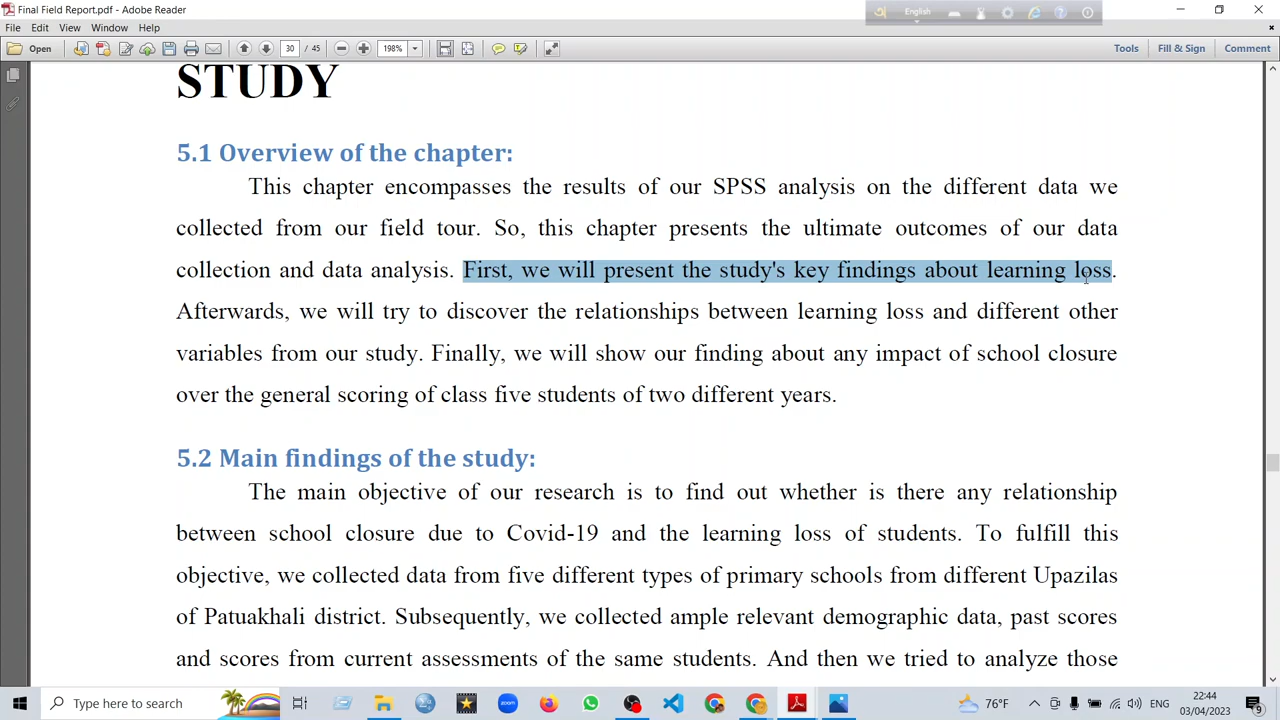 Final Field Report.pdf - Adobe Reader
English
File Edit View Window Help
Open 30 / 45 198% Tools Fill & Sign Comment
STUDY
5.1 Overview of the chapter:
This chapter encompasses the results of our SPSS analysis on the different data we
collected from our field tour. So, this chapter presents the ultimate outcomes of our data
collection and data analysis. First, we will present the study's key findings about learning loss.
Afterwards, we will try to discover the relationships between learning loss and different other
variables from our study. Finally, we will show our finding about any impact of school closure
over the general scoring of class five students of two different years.
5.2 Main findings of the study:
The main objective of our research is to find out whether is there any relationship
between school closure due to Covid-19 and the learning loss of students. To fulfill this
objective, we collected data from five different types of primary schools from different Upazilas
of Patuakhali district. Subsequently, we collected ample relevant demographic data, past scores
and scores from current assessments of the same students. And then we tried to analyze those
Type here to search
zoom
76°F
ENG
22:44
03/04/2023
9